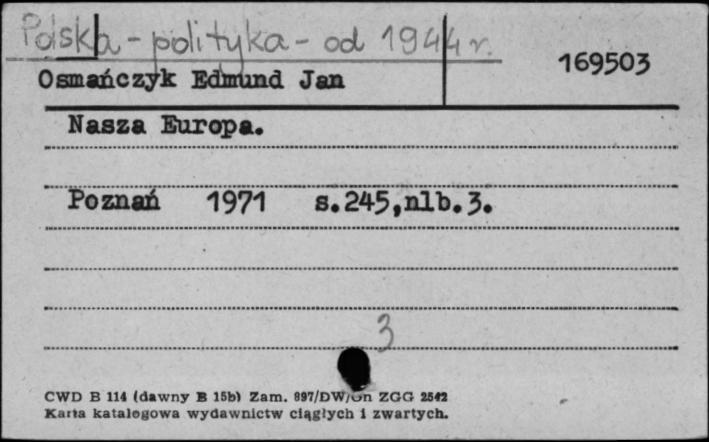 Polska - polityka - od 1944 r.
169503
Osmańczyk Edmund Jan
Nasza Europa.
Poznań 1971 s.245,nlb.3.
3
CWD B 114 (dawny B 15b) Zam. 897/DW/Gn ZGG 2542
Karta katalogowa wydawnictw ciągłych i zwartych.